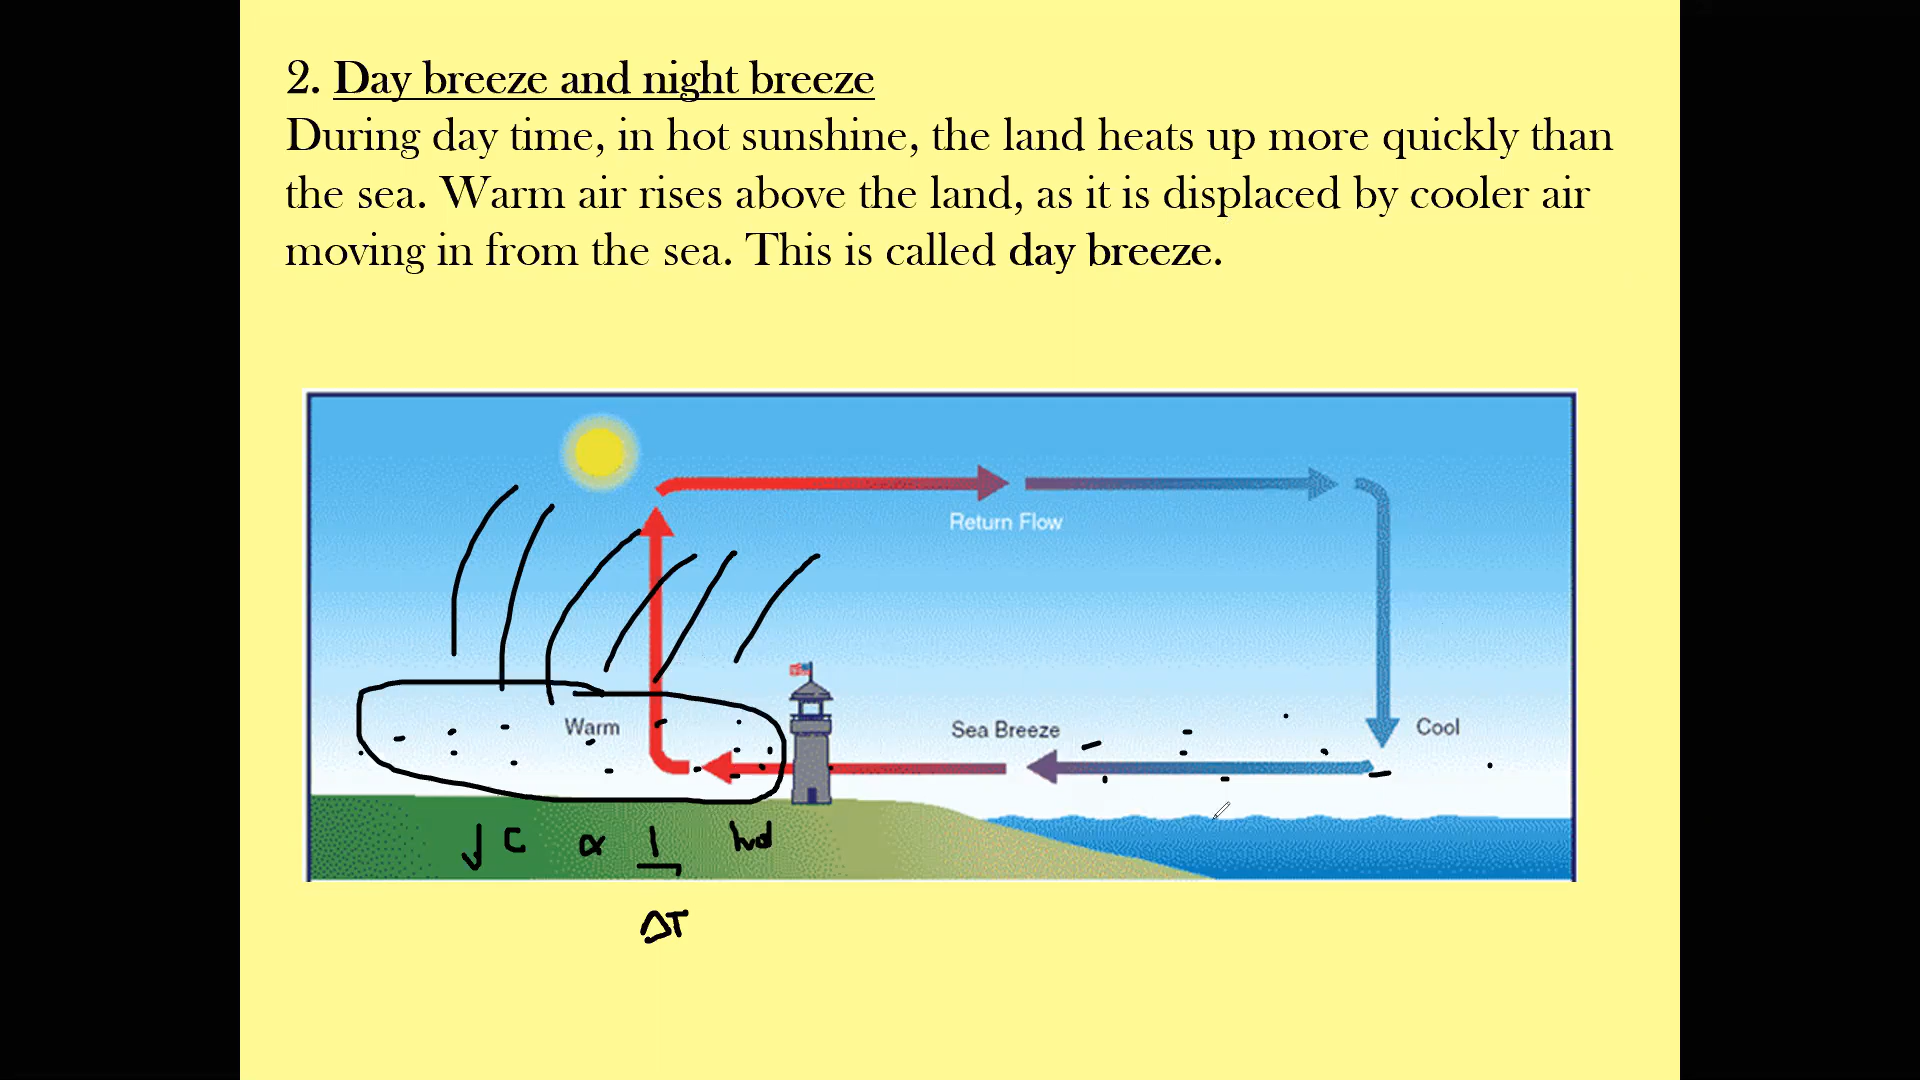 2. Day breeze and night breeze
During day time, in hot sunshine, the land heats up more quickly than
the sea. Warm air rises above the land, as it is displaced by cooler air
moving in from the sea. This is called day breeze.
Return Flow
Warm
Sea Breeze
Cool
↓ C ∝ 1
ΔT